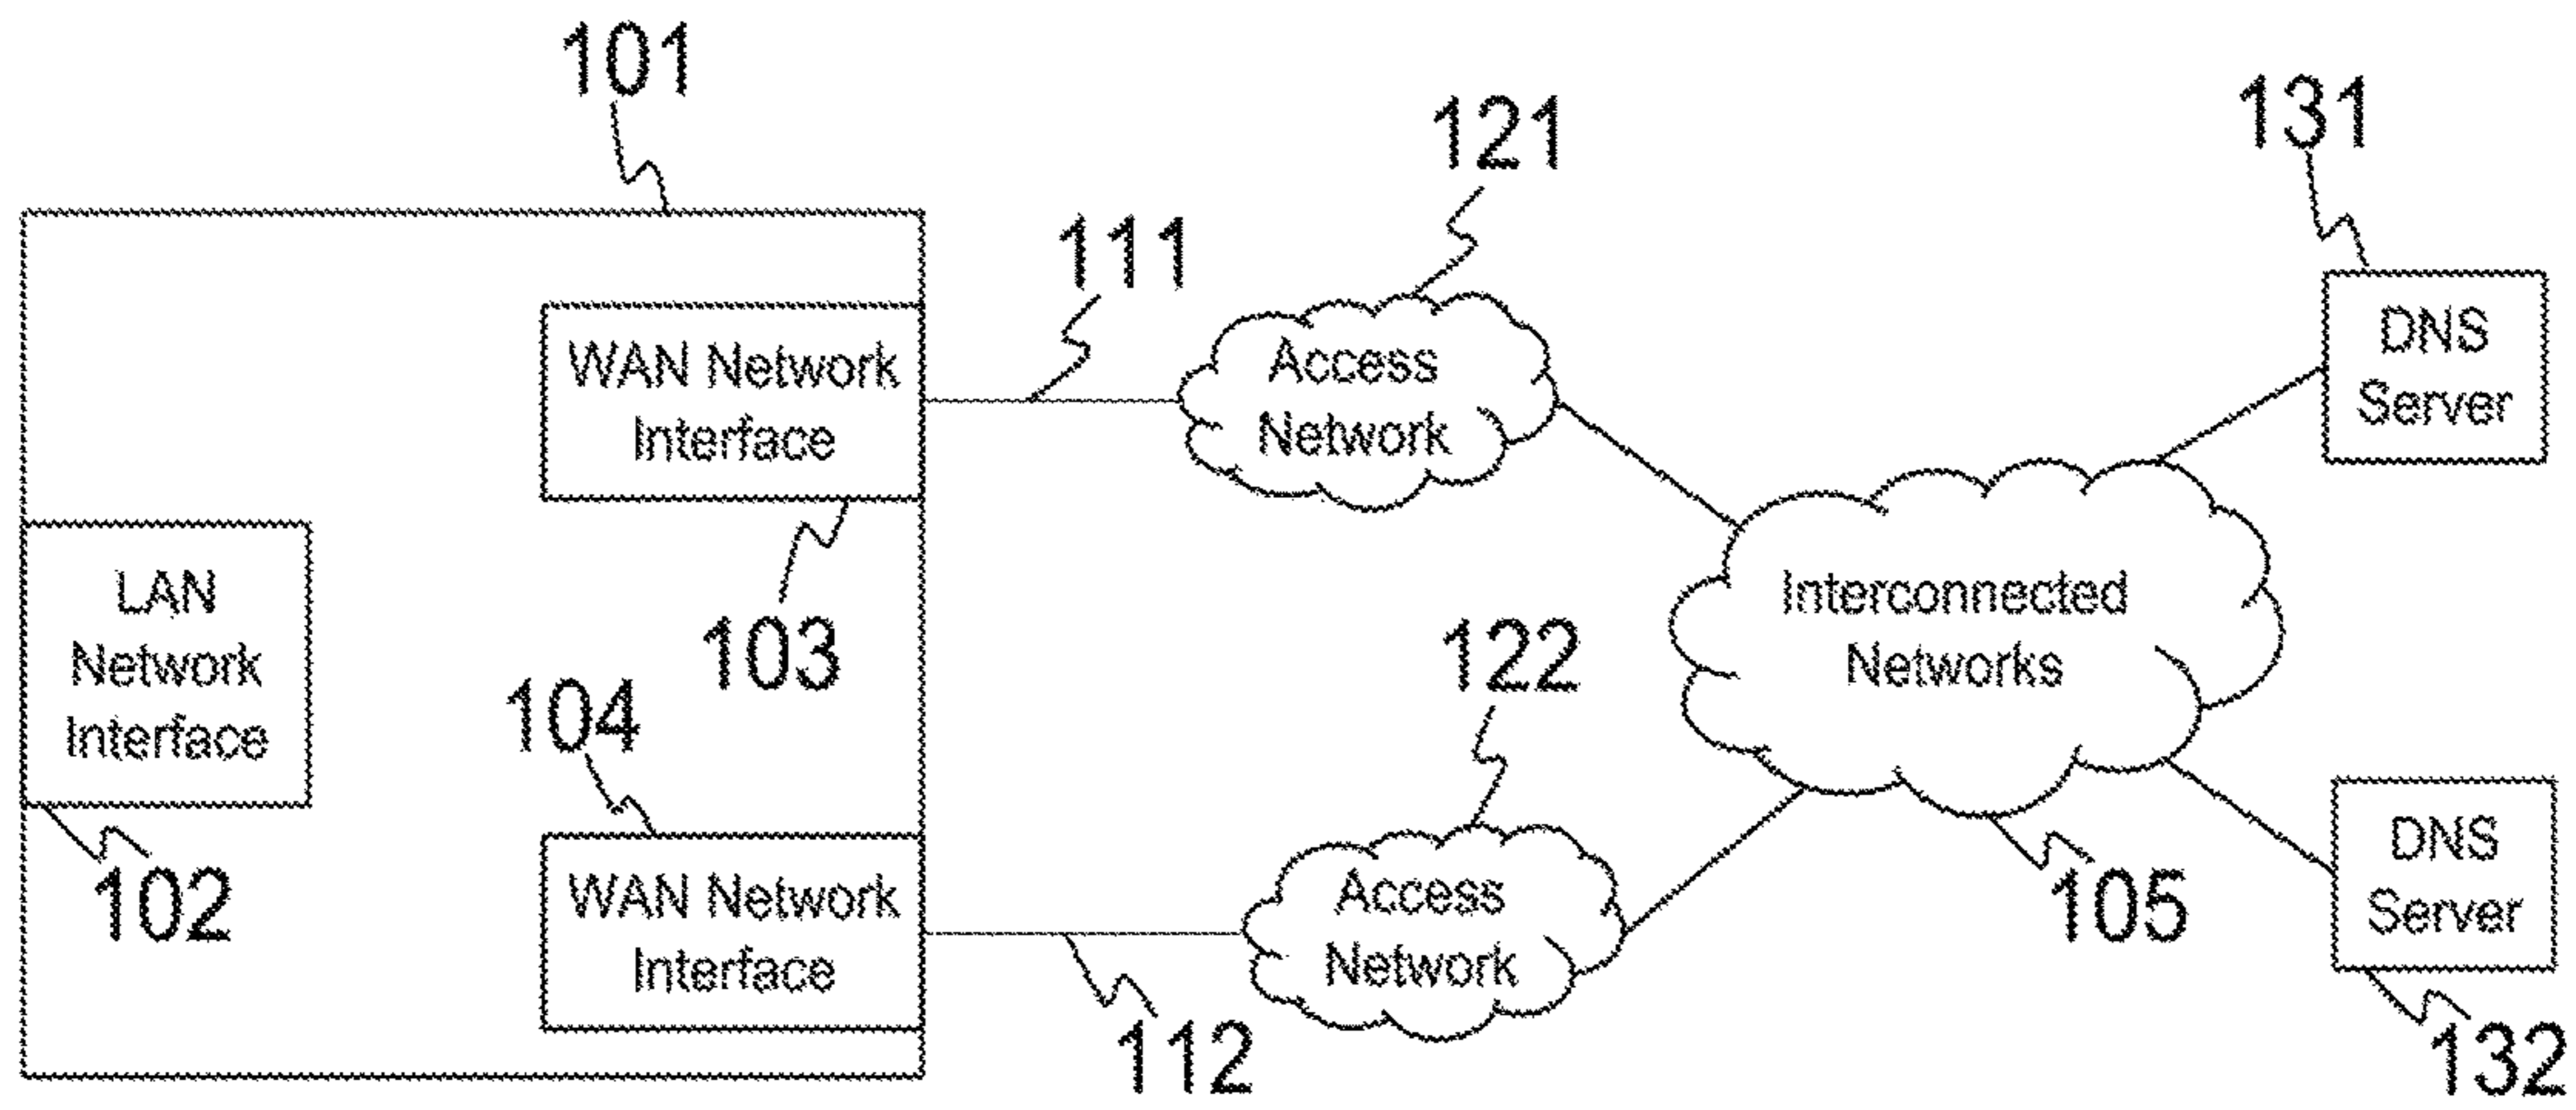 101
121
131
111
WAN Network
Interface
Access
Network
DNS
Server
103
LAN
Network
Interface
102
104
WAN Network
Interface
122
Interconnected
Networks
105
Access
Network
112
DNS
Server
132